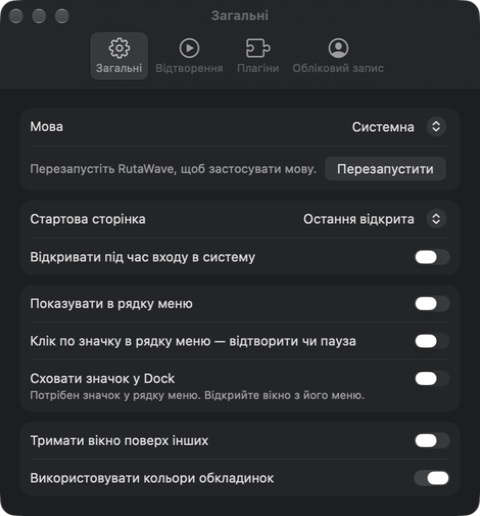 Загальні
Загальні
Відтворення
Плагіни
Обліковий запис
Мова
Системна
Перезапустіть RutaWave, щоб застосувати мову.
Перезапустити
Стартова сторінка
Остання відкрита
Відкривати під час входу в систему
Показувати в рядку меню
Клік по значку в рядку меню — відтворити чи пауза
Сховати значок у Dock
Потрібен значок у рядку меню. Відкрийте вікно з його меню.
Тримати вікно поверх інших
Використовувати кольори обкладинок